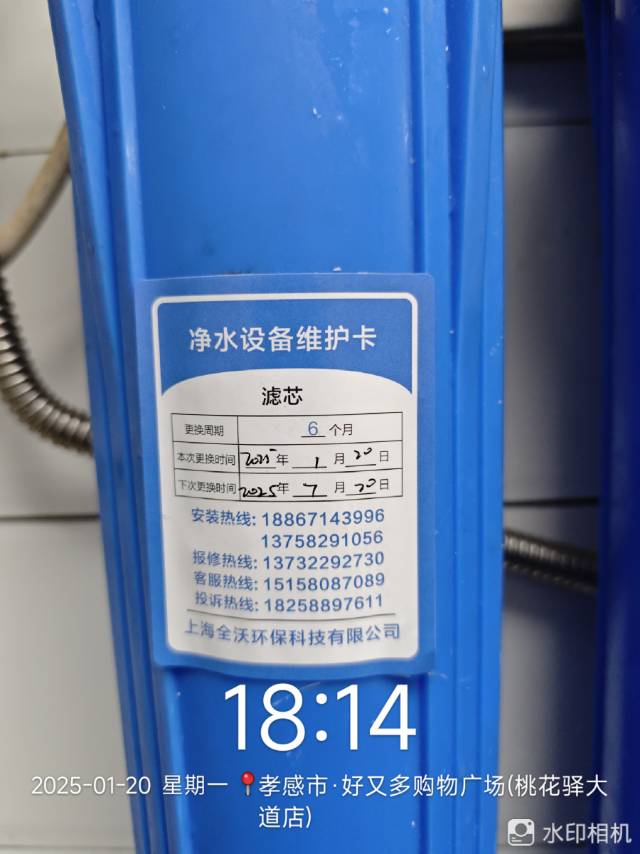 净水设备维护卡
滤芯
更换周期 6 个月
本次更换时间 2025 年 1 月 20 日
下次更换时间 2025 年 7 月 20 日
安装热线: 18867143996
13758291056
报修热线: 13732292730
客服热线: 15158087089
投诉热线: 18258897611
上海全沃环保科技有限公司
18:14
2025-01-20 星期一 孝感市·好又多购物广场(桃花驿大
道店)
水印相机